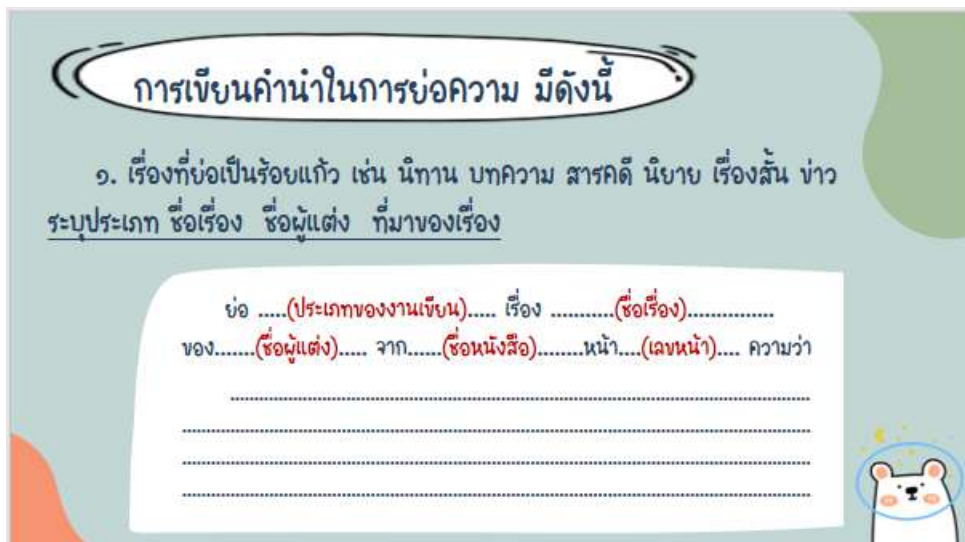 การเขียนคำนำในการย่อความ มีดังนี้
๑. เรื่องที่ย่อเป็นร้อยแก้ว เช่น นิทาน บทความ สารคดี นิยาย เรื่องสั้น ข่าว
ระบุประเภท ชื่อเรื่อง ชื่อผู้แต่ง ที่มาของเรื่อง
ย่อ .....(ประเภทของงานเขียน)..... เรื่อง ...........(ชื่อเรื่อง)...............
ของ.......(ชื่อผู้แต่ง)..... จาก......(ชื่อหนังสือ)........หน้า....(เลขหน้า).... ความว่า